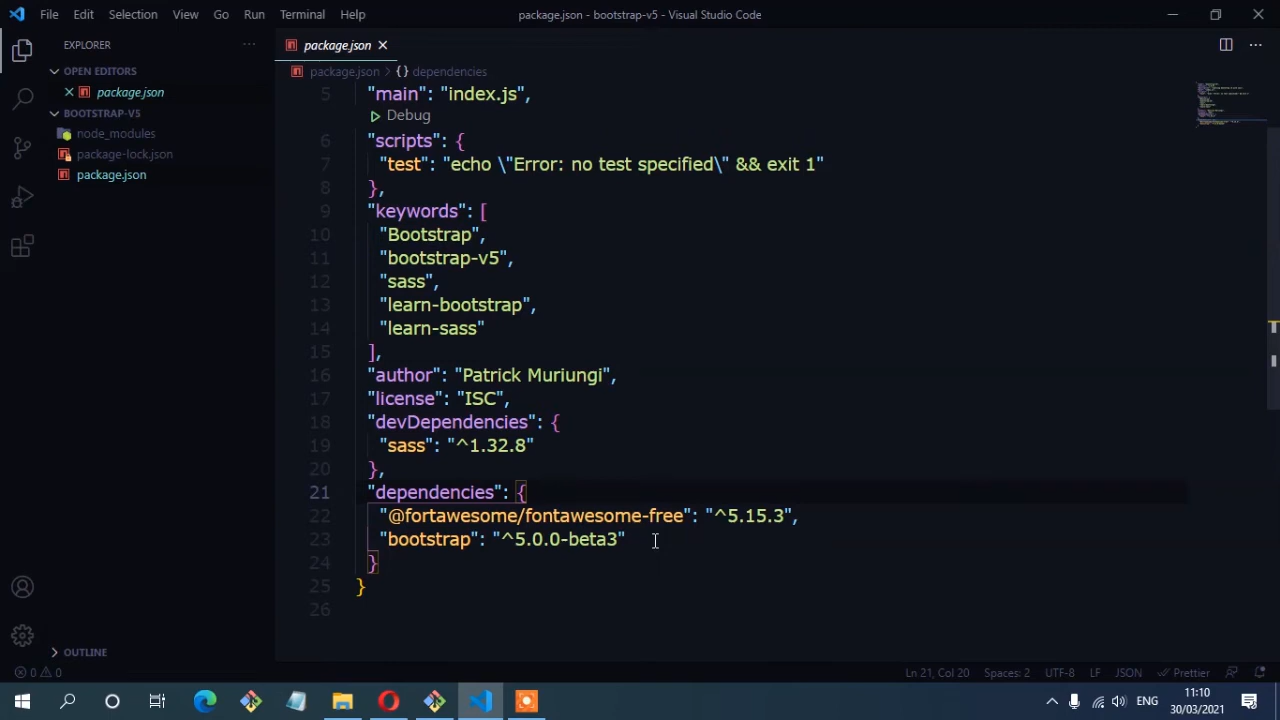 File Edit Selection View Go Run Terminal Help
package.json - bootstrap-v5 - Visual Studio Code
EXPLORER
OPEN EDITORS
package.json
BOOTSTRAP-V5
node_modules
package-lock.json
package.json
OUTLINE
package.json
package.json > {} dependencies
5 "main": "index.js",
Debug
6 "scripts": {
7 "test": "echo \"Error: no test specified\" && exit 1"
8 },
9 "keywords": [
10 "Bootstrap",
11 "bootstrap-v5",
12 "sass",
13 "learn-bootstrap",
14 "learn-sass"
15 ],
16 "author": "Patrick Muriungi",
17 "license": "ISC",
18 "devDependencies": {
19 "sass": "^1.32.8"
20 },
21 "dependencies": {
22 "@fortawesome/fontawesome-free": "^5.15.3",
23 "bootstrap": "^5.0.0-beta3"
24 }
25 }
26
0 0 Ln 21, Col 20 Spaces: 2 UTF-8 LF JSON Prettier
ENG
11:10
30/03/2021